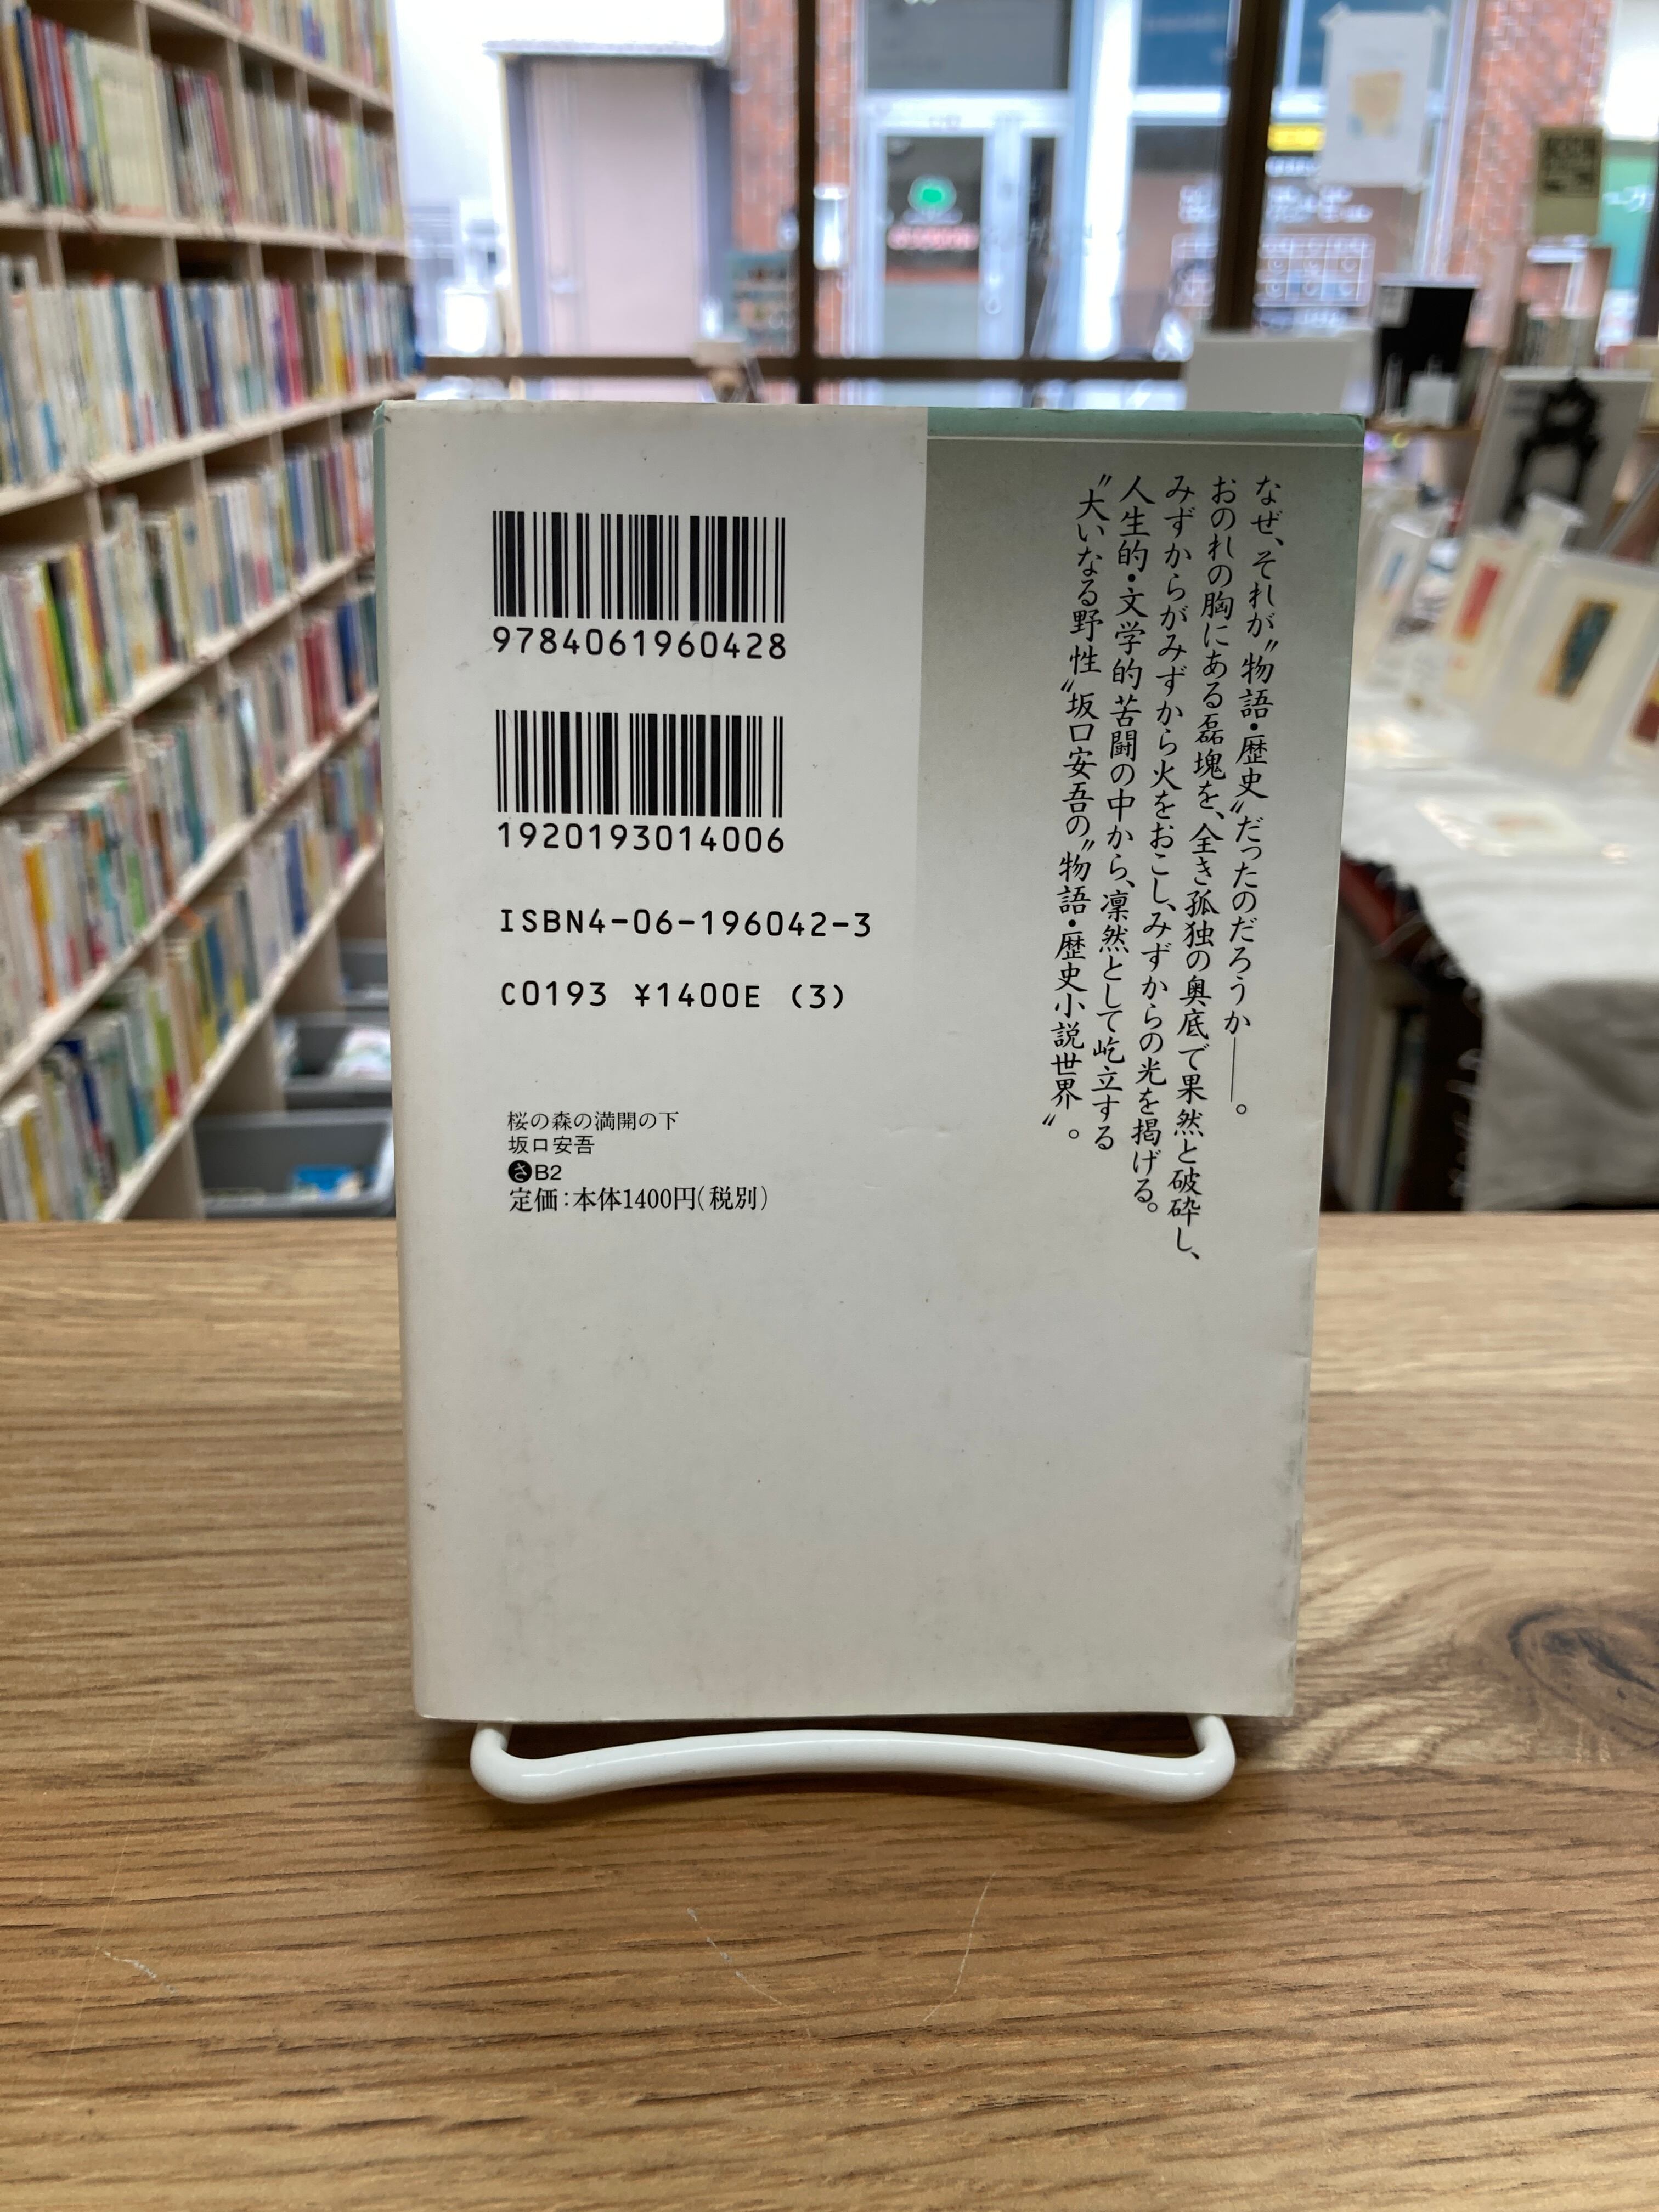 なぜ、それが〝物語・歴史〟だったのだろうか——。
おのれの胸にある磊塊を、全き孤独の奥底で果然と破砕し、
みずからがみずから火をおこし、みずからの光を掲げる。
人生的・文学的苦闘の中から、凛然として屹立する
〝大いなる野性〟坂口安吾の〝物語・歴史小説世界〟。
9784061960428
1920193014006
ISBN4-06-196042-3
C0193 ¥1400E (3)
桜の森の満開の下
坂口安吾
さB2
定価:本体1400円(税別)